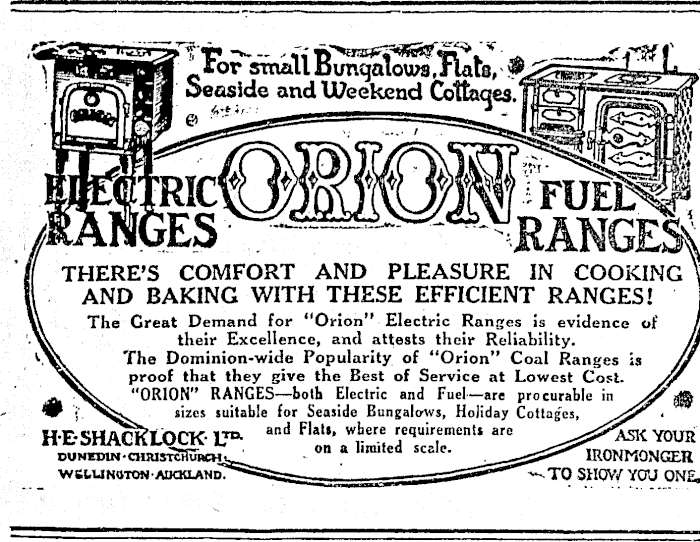 For small Bungalows, Flats,
Seaside and Weekend Cottages.
ORION
ELECTRIC
RANGES
FUEL
RANGES
THERE'S COMFORT AND PLEASURE IN COOKING
AND BAKING WITH THESE EFFICIENT RANGES!
The Great Demand for "Orion" Electric Ranges is evidence of
their Excellence, and attests their Reliability.
The Dominion-wide Popularity of "Orion" Coal Ranges is
proof that they give the Best of Service at Lowest Cost.
"ORION" RANGES—both Electric and Fuel—are procurable in
sizes suitable for Seaside Bungalows, Holiday Cottages,
and Flats, where requirements are
on a limited scale.
H·E·SHACKLOCK· LTD.
DUNEDIN·CHRISTCHURCH·
WELLINGTON·AUCKLAND.
ASK YOUR
IRONMONGER
TO SHOW YOU ONE